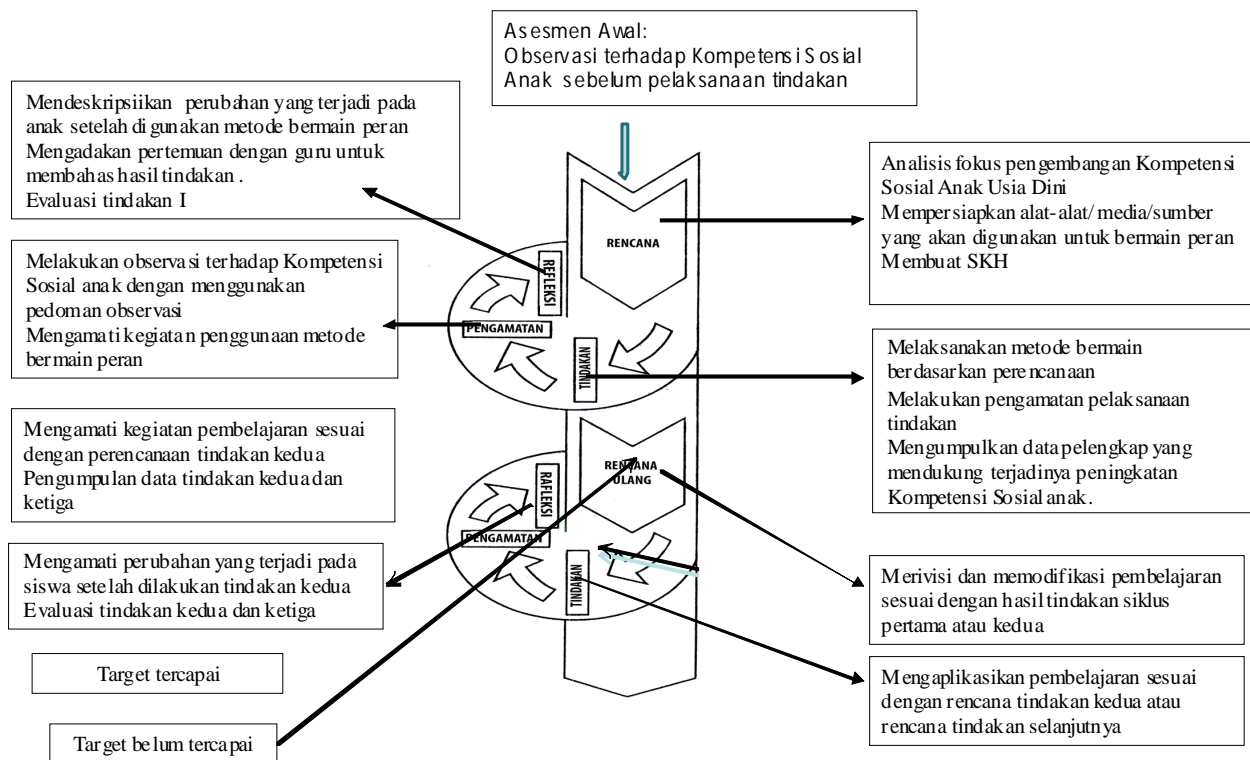 Asesmen Awal:
Observasi terhadap Kompetensi Sosial
Anak sebelum pelaksanaan tindakan
Mendeskripsiikan perubahan yang terjadi pada
anak setelah digunakan metode bermain peran
Mengadakan pertemuan dengan guru untuk
membahas hasil tindakan .
Evaluasi tindakan I
Analisis fokus pengembangan Kompetensi
Sosial Anak Usia Dini
Mempersiapkan alat-alat/ media/sumber
yang akan digunakan untuk bermain peran
Membuat SKH
RENCANA
REFLEKSI
Melakukan observasi terhadap Kompetensi
Sosial anak dengan menggunakan
pedoman observasi
Mengamati kegiatan penggunaan metode
bermain peran
PENGAMATAN
TINDAKAN
Melaksanakan metode bermain
berdasarkan perencanaan
Melakukan pengamatan pelaksanaan
tindakan
Mengumpulkan data pelengkap yang
mendukung terjadinya peningkatan
Kompetensi Sosial anak.
Mengamati kegiatan pembelajaran sesuai
dengan perencanaan tindakan kedua
Pengumpulan data tindakan kedua dan
ketiga
RENCANA
ULANG
RAFLEKSI
PENGAMATAN
TINDAKAN
Mengamati perubahan yang terjadi pada
siswa setelah dilakukan tindakan kedua
Evaluasi tindakan kedua dan ketiga
Merivisi dan memodifikasi pembelajaran
sesuai dengan hasil tindakan siklus
pertama atau kedua
Target tercapai
Mengaplikasikan pembelajaran sesuai
dengan rencana tindakan kedua atau
rencana tindakan selanjutnya
Target belum tercapai